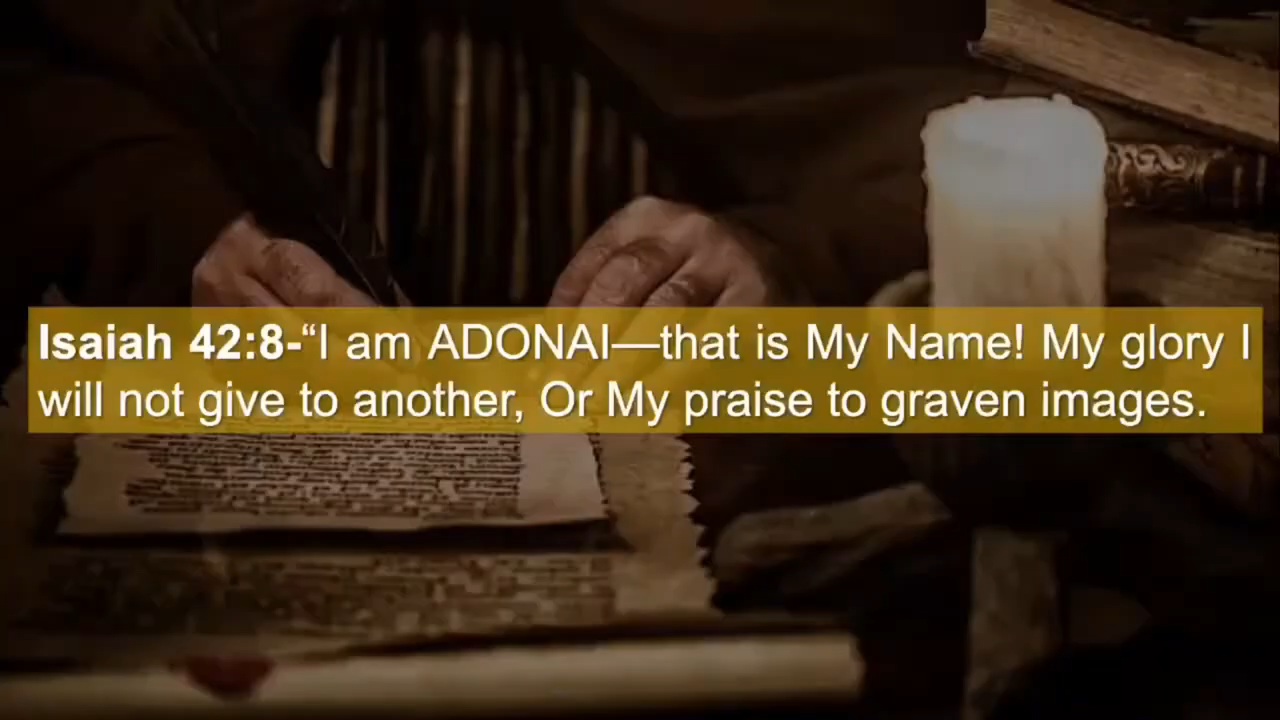 Isaiah 42:8-“I am ADONAI—that is My Name! My glory I
will not give to another, Or My praise to graven images.